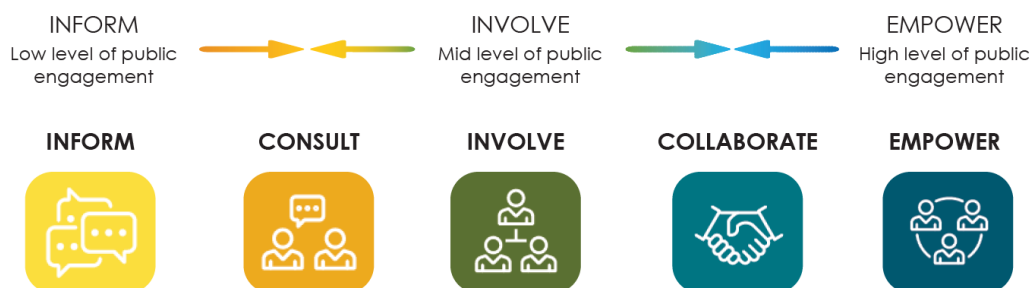 INFORM
Low level of public
engagement
INVOLVE
Mid level of public
engagement
EMPOWER
High level of public
engagement
INFORM
CONSULT
INVOLVE
COLLABORATE
EMPOWER